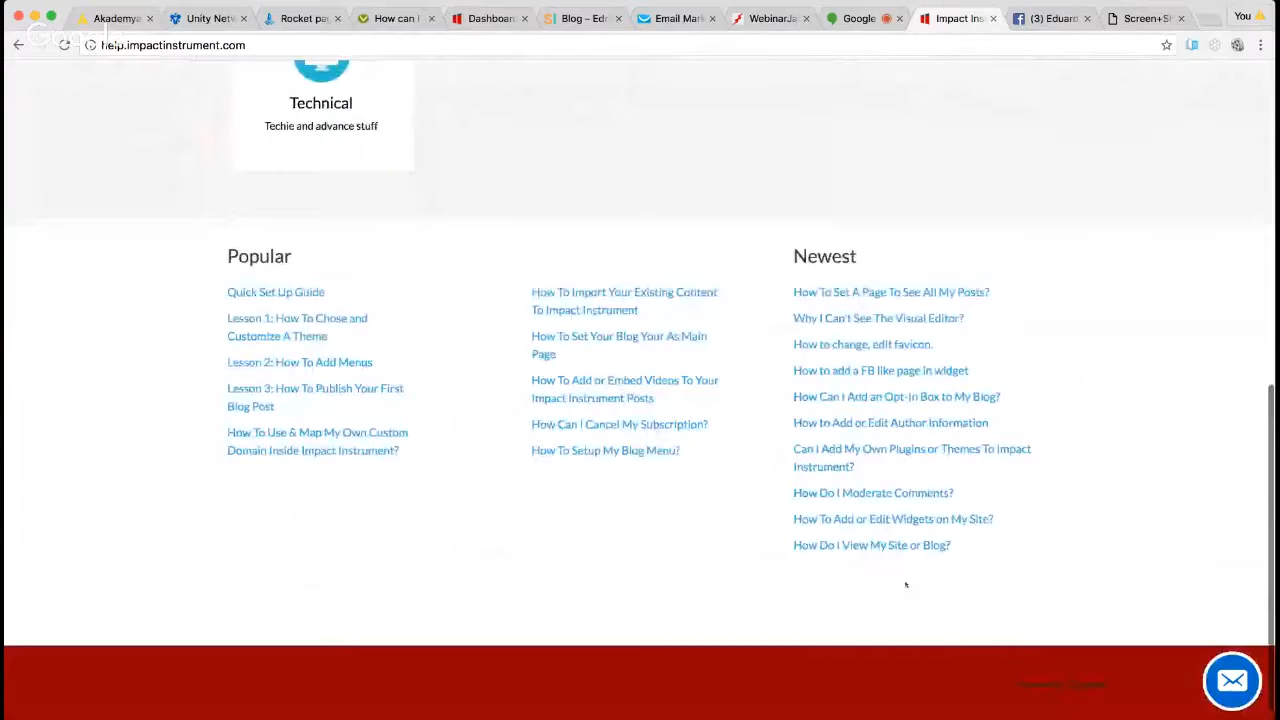 Akademya
Unity Net
Rocket pa
How can I
Dashboar
Blog – Edr
Email Mark
WebinarJa
Google
Impact Ins
(3) Eduard
Screen+S
You
help.impactinstrument.com
Technical
Techie and advance stuff
Popular
Quick Set Up Guide
Lesson 1: How To Chose and
Customize A Theme
Lesson 2: How To Add Menus
Lesson 3: How To Publish Your First
Blog Post
How To Use & Map My Own Custom
Domain Inside Impact Instrument?
How To Import Your Existing Content
To Impact Instrument
How To Set Your Blog Your As Main
Page
How To Add or Embed Videos To Your
Impact Instrument Posts
How Can I Cancel My Subscription?
How To Setup My Blog Menu?
Newest
How To Set A Page To See All My Posts?
Why I Can't See The Visual Editor?
How to change, edit favicon.
How to add a FB like page in widget
How Can I Add an Opt-in Box to My Blog?
How to Add or Edit Author Information
Can I Add My Own Plugins or Themes To Impact
Instrument?
How Do I Moderate Comments?
How To Add or Edit Widgets on My Site?
How Do I View My Site or Blog?